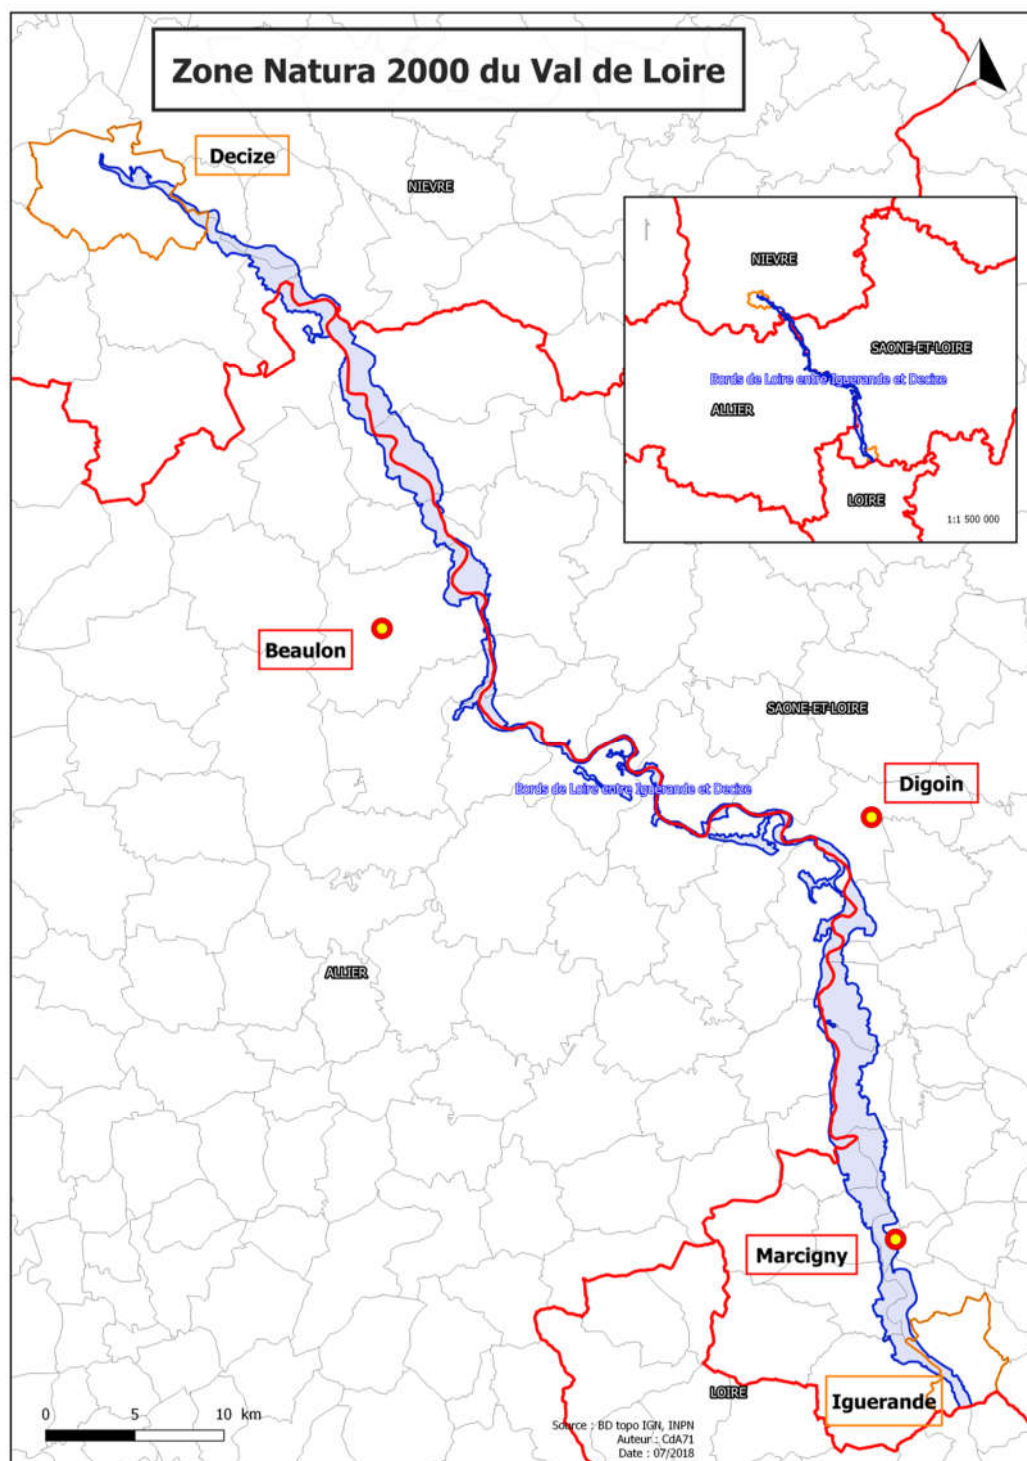 Zone Natura 2000 du Val de Loire
Decize
NIEVRE
NIEVRE
SAONE-ET-LOIRE
Bords de Loire entre Iguerande et Decize
ALLIER
LOIRE
1:1 500 000
Beaulon
SAONE-ET-LOIRE
Digoin
Bords de Loire entre Iguerande et Decize
ALLIER
Marcigny
LOIRE
Iguerande
0 5 10 km
Source : BD topo IGN, INPN
Auteur : CdA71
Date : 07/2018